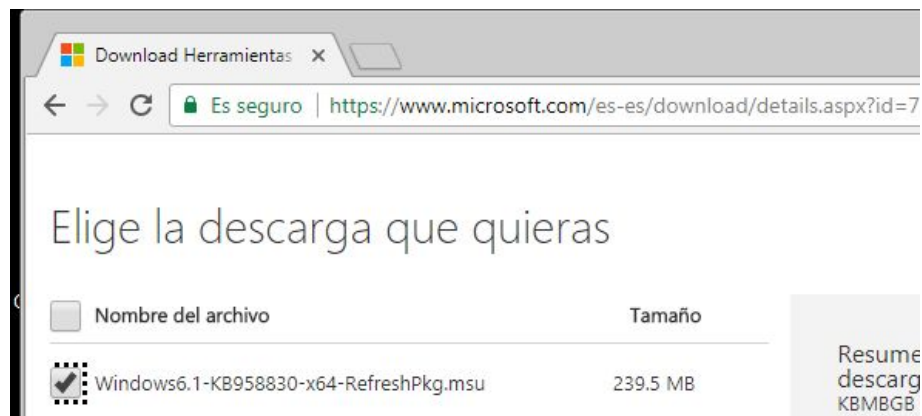 Download Herramientas
Es seguro | https://www.microsoft.com/es-es/download/details.aspx?id=7
Elige la descarga que quieras
Nombre del archivo Tamaño
Windows6.1-KB958830-x64-RefreshPkg.msu 239.5 MB
Resume
descarg
KBMBGB